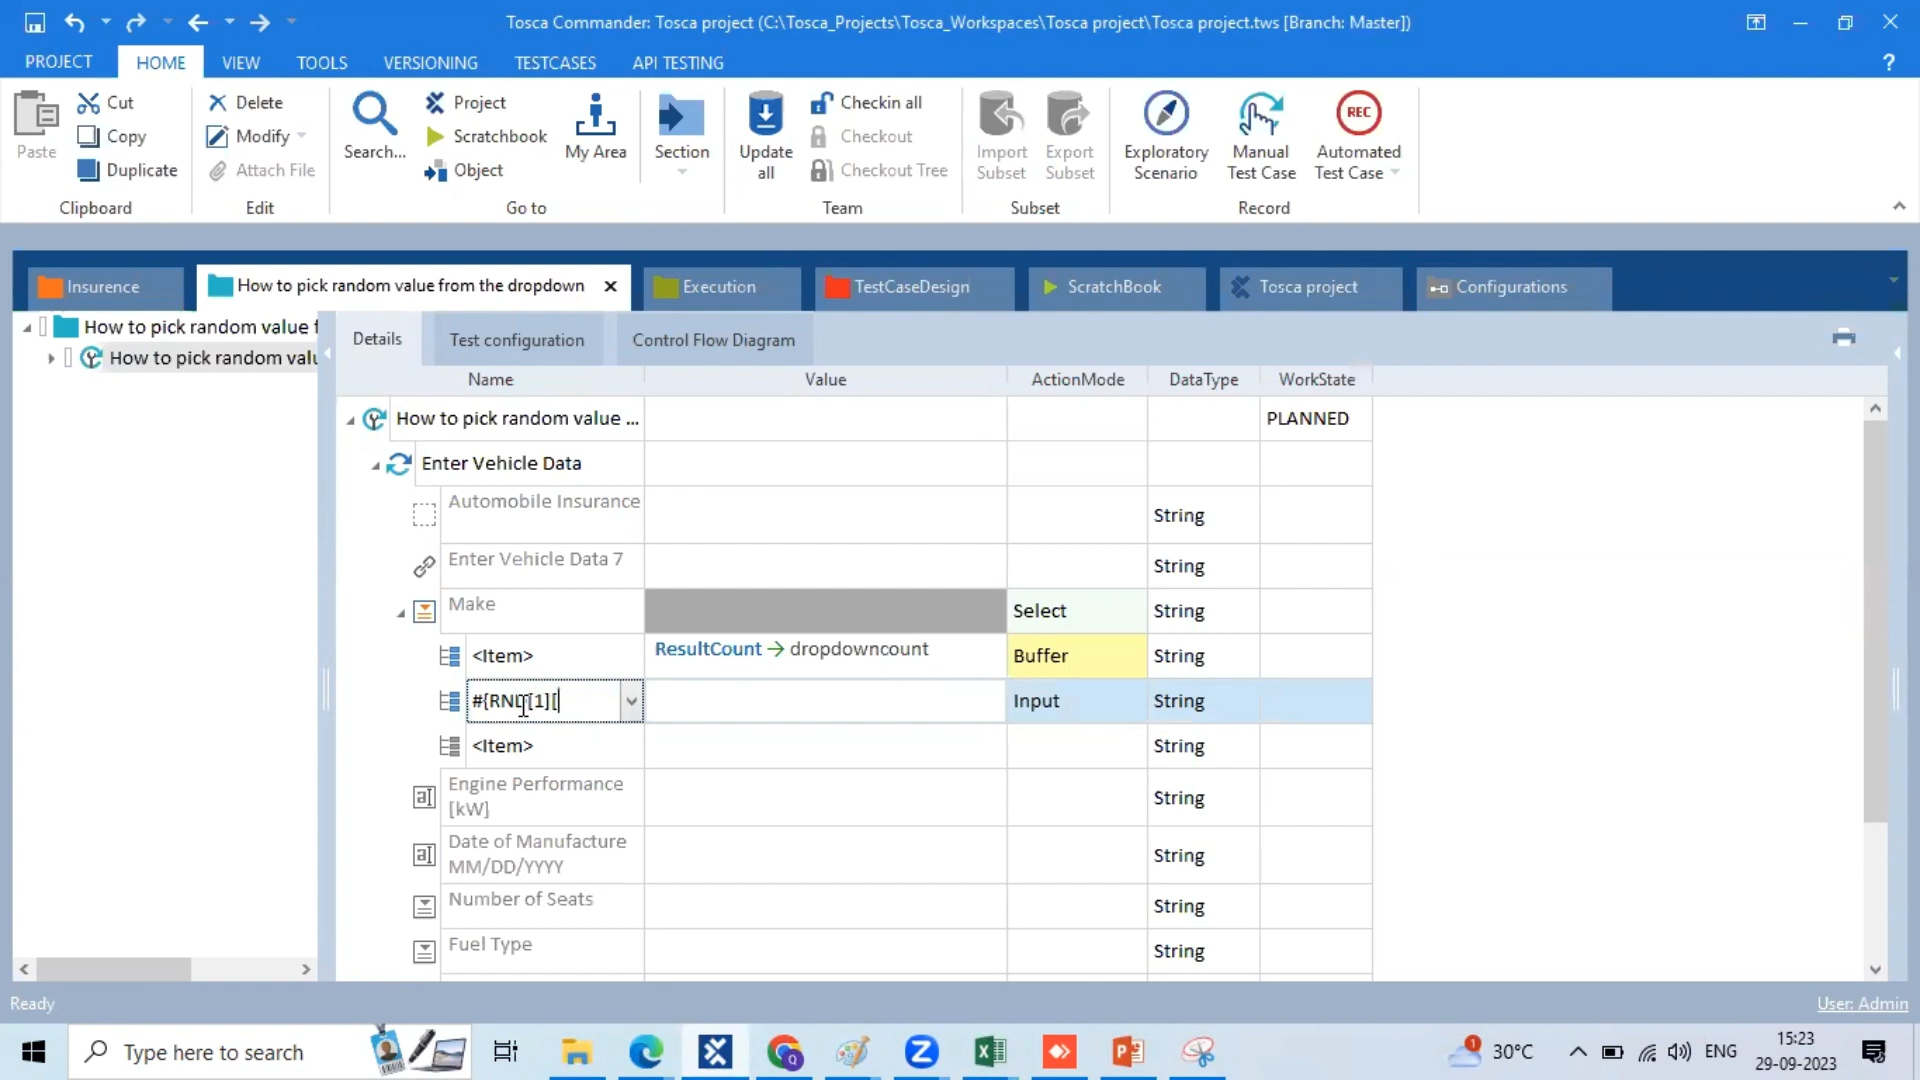 Tosca Commander: Tosca project (C:\Tosca_Projects\Tosca_Workspaces\Tosca project\Tosca project.tws [Branch: Master])
PROJECT HOME VIEW TOOLS VERSIONING TESTCASES API TESTING ?
Paste
Cut
Copy
Duplicate
Clipboard
Delete
Modify
Attach File
Edit
Search...
Project
Scratchbook
Object
My Area
Go to
Section
Update all
Checkin all
Checkout
Checkout Tree
Team
Import Subset
Export Subset
Subset
Exploratory Scenario
Manual Test Case
REC
Automated Test Case
Record
Insurence
How to pick random value from the dropdown
Execution
TestCaseDesign
ScratchBook
Tosca project
Configurations
How to pick random value f
How to pick random valu
Details Test configuration Control Flow Diagram
Name Value ActionMode DataType WorkState
How to pick random value ... PLANNED
Enter Vehicle Data
Automobile Insurance String
Enter Vehicle Data 7 String
Make Select String
<Item> ResultCount → dropdowncount Buffer String
#{RND[1][ Input String
<Item> String
Engine Performance [kW] String
Date of Manufacture MM/DD/YYYY String
Number of Seats String
Fuel Type String
Ready User: Admin
Type here to search
1
30°C
ENG
15:23
29-09-2023